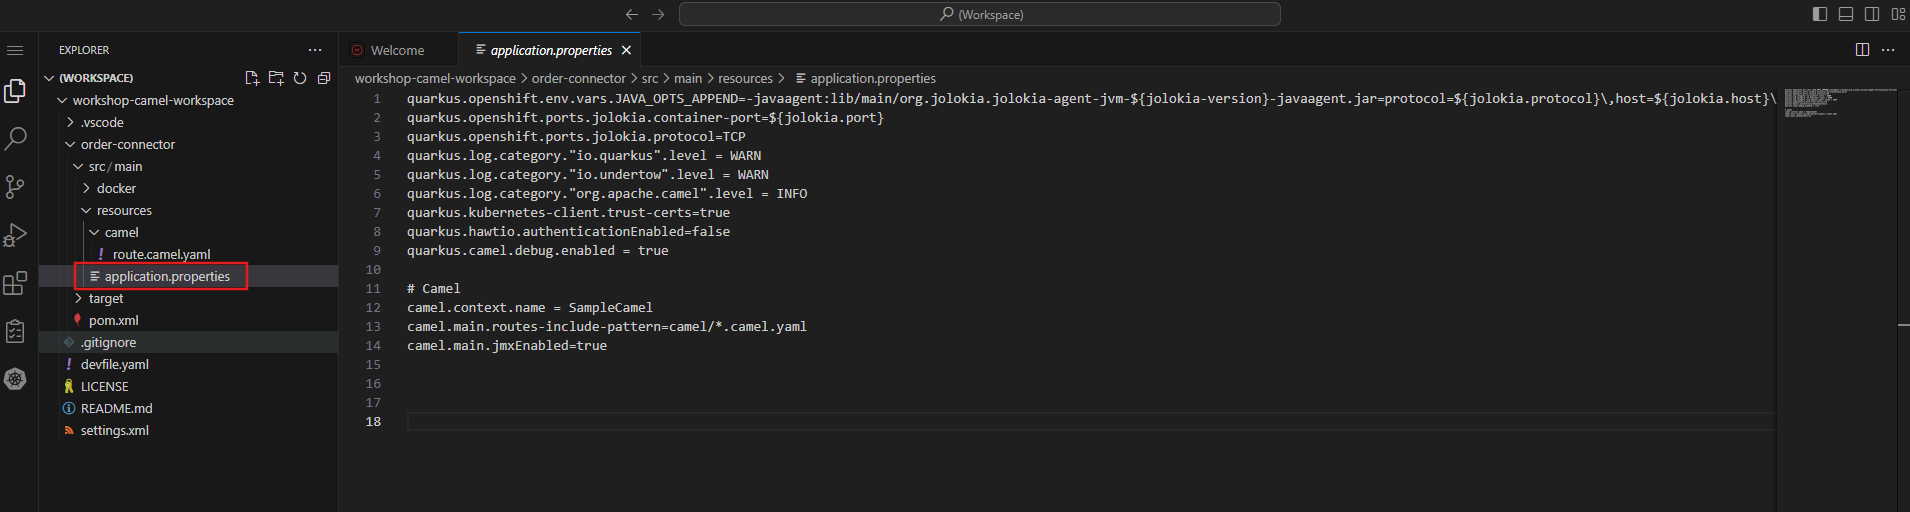 (Workspace)
EXPLORER
(WORKSPACE)
workshop-camel-workspace
.vscode
order-connector
src / main
docker
resources
camel
route.camel.yaml
application.properties
target
pom.xml
.gitignore
devfile.yaml
LICENSE
README.md
settings.xml
Welcome
application.properties
workshop-camel-workspace > order-connector > src > main > resources > application.properties
1 quarkus.openshift.env.vars.JAVA_OPTS_APPEND=-javaagent:lib/main/org.jolokia.jolokia-agent-jvm-${jolokia-version}-javaagent.jar=protocol=${jolokia.protocol}\,host=${jolokia.host}\
2 quarkus.openshift.ports.jolokia.container-port=${jolokia.port}
3 quarkus.openshift.ports.jolokia.protocol=TCP
4 quarkus.log.category."io.quarkus".level = WARN
5 quarkus.log.category."io.undertow".level = WARN
6 quarkus.log.category."org.apache.camel".level = INFO
7 quarkus.kubernetes-client.trust-certs=true
8 quarkus.hawtio.authenticationEnabled=false
9 quarkus.camel.debug.enabled = true
10
11 # Camel
12 camel.context.name = SampleCamel
13 camel.main.routes-include-pattern=camel/*.camel.yaml
14 camel.main.jmxEnabled=true
15
16
17
18